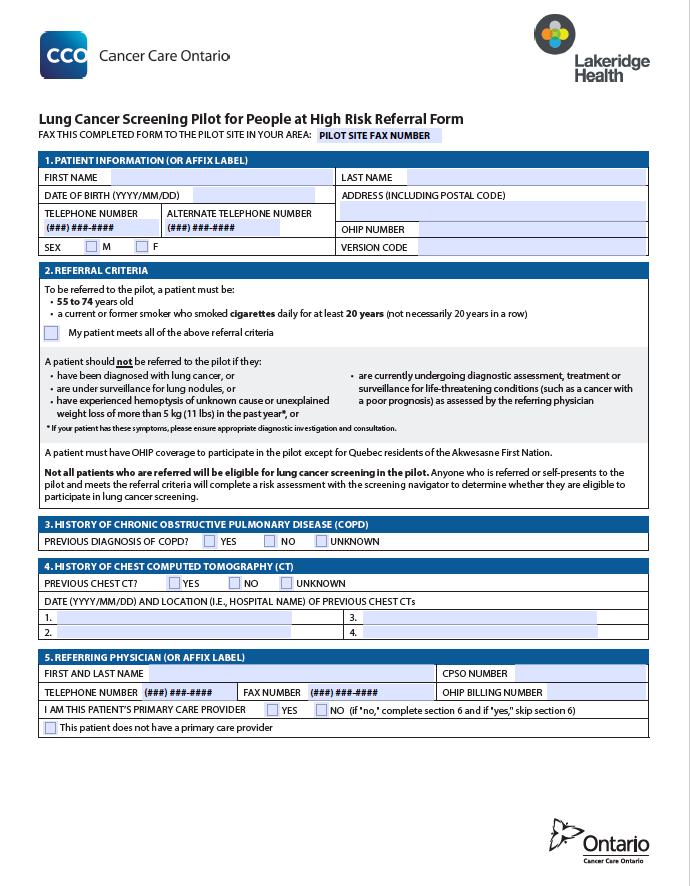 CCO Cancer Care Ontario
Lakeridge
Health
Lung Cancer Screening Pilot for People at High Risk Referral Form
FAX THIS COMPLETED FORM TO THE PILOT SITE IN YOUR AREA: PILOT SITE FAX NUMBER
1. PATIENT INFORMATION (OR AFFIX LABEL)
FIRST NAME LAST NAME
DATE OF BIRTH (YYYY/MM/DD) ADDRESS (INCLUDING POSTAL CODE)
TELEPHONE NUMBER ALTERNATE TELEPHONE NUMBER
(###) ###-#### (###) ###-#### OHIP NUMBER
SEX M F VERSION CODE
2. REFERRAL CRITERIA
To be referred to the pilot, a patient must be:
• 55 to 74 years old
• a current or former smoker who smoked cigarettes daily for at least 20 years (not necessarily 20 years in a row)
My patient meets all of the above referral criteria
A patient should not be referred to the pilot if they:
• have been diagnosed with lung cancer, or
• are under surveillance for lung nodules, or
• have experienced hemoptysis of unknown cause or unexplained
weight loss of more than 5 kg (11 lbs) in the past year*, or
• are currently undergoing diagnostic assessment, treatment or
surveillance for life-threatening conditions (such as a cancer with
a poor prognosis) as assessed by the referring physician
* If your patient has these symptoms, please ensure appropriate diagnostic investigation and consultation.
A patient must have OHIP coverage to participate in the pilot except for Quebec residents of the Akwesasne First Nation.
Not all patients who are referred will be eligible for lung cancer screening in the pilot. Anyone who is referred or self-presents to the
pilot and meets the referral criteria will complete a risk assessment with the screening navigator to determine whether they are eligible to
participate in lung cancer screening.
3. HISTORY OF CHRONIC OBSTRUCTIVE PULMONARY DISEASE (COPD)
PREVIOUS DIAGNOSIS OF COPD? YES NO UNKNOWN
4. HISTORY OF CHEST COMPUTED TOMOGRAPHY (CT)
PREVIOUS CHEST CT? YES NO UNKNOWN
DATE (YYYY/MM/DD) AND LOCATION (I.E., HOSPITAL NAME) OF PREVIOUS CHEST CTs
1. 3.
2. 4.
5. REFERRING PHYSICIAN (OR AFFIX LABEL)
FIRST AND LAST NAME CPSO NUMBER
TELEPHONE NUMBER (###) ###-#### FAX NUMBER (###) ###-#### OHIP BILLING NUMBER
I AM THIS PATIENT'S PRIMARY CARE PROVIDER YES NO (if "no," complete section 6 and if "yes," skip section 6)
This patient does not have a primary care provider
Ontario
Cancer Care Ontario